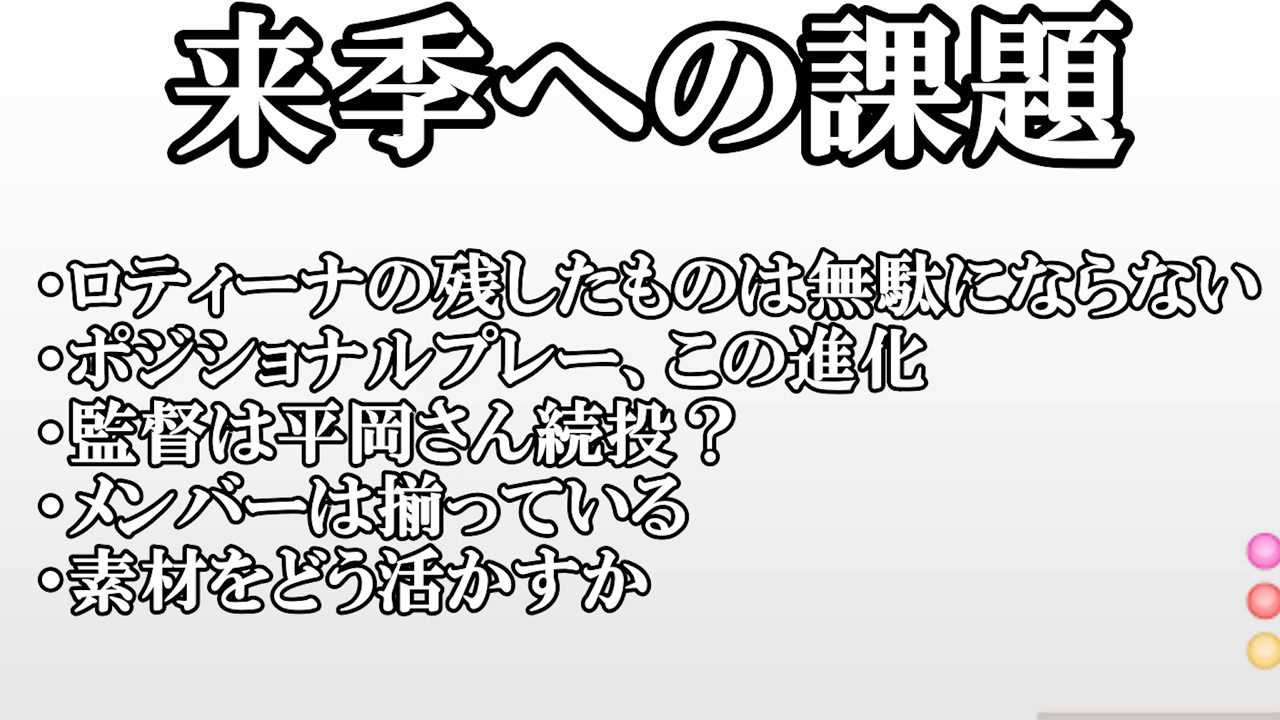 来季への課題
・ロティーナの残したものは無駄にならない
・ポジショナルプレー、この進化
・監督は平岡さん続投？
・メンバーは揃っている
・素材をどう活かすか